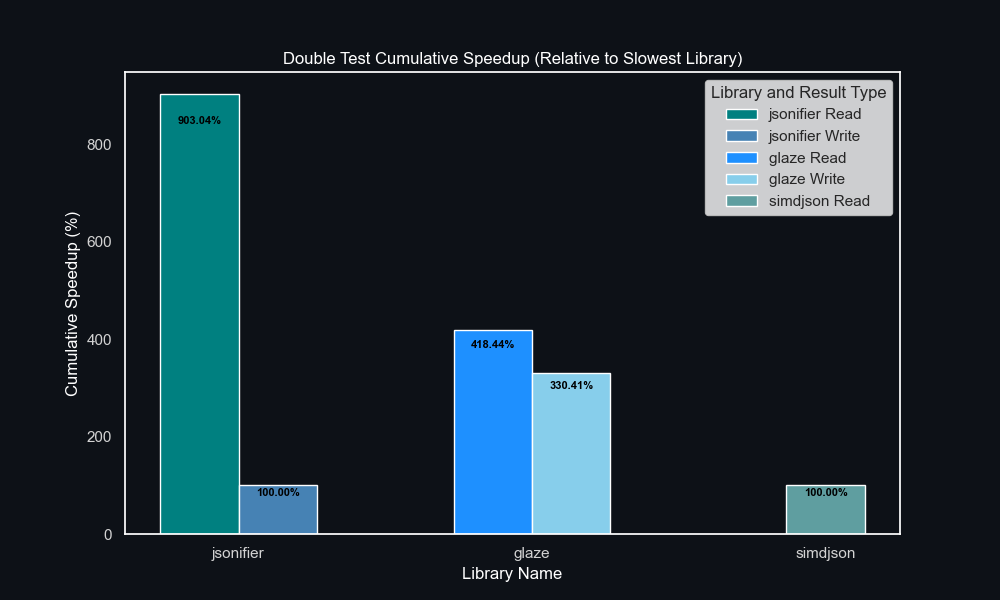 Double Test Cumulative Speedup (Relative to Slowest Library)
Library and Result Type
jsonifier Read
jsonifier Write
glaze Read
glaze Write
simdjson Read
Cumulative Speedup (%)
800
600
400
200
0
903.04%
100.00%
418.44%
330.41%
100.00%
jsonifier
glaze
simdjson
Library Name